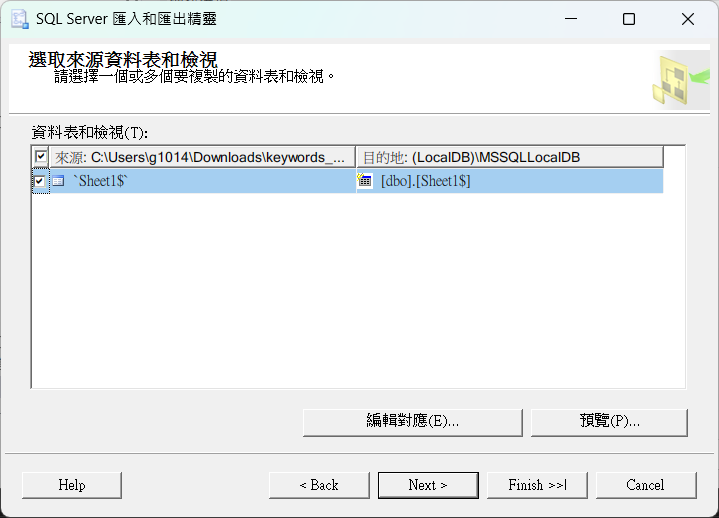 SQL Server 匯入和匯出精靈
選取來源資料表和檢視
請選擇一個或多個要複製的資料表和檢視。
資料表和檢視(T):
來源: C:\Users\g1014\Downloads\keywords_... 目的地: (LocalDB)\MSSQLLocalDB
`Sheet1$` [dbo].[Sheet1$]
編輯對應(E)... 預覽(P)...
Help < Back Next > Finish >>| Cancel